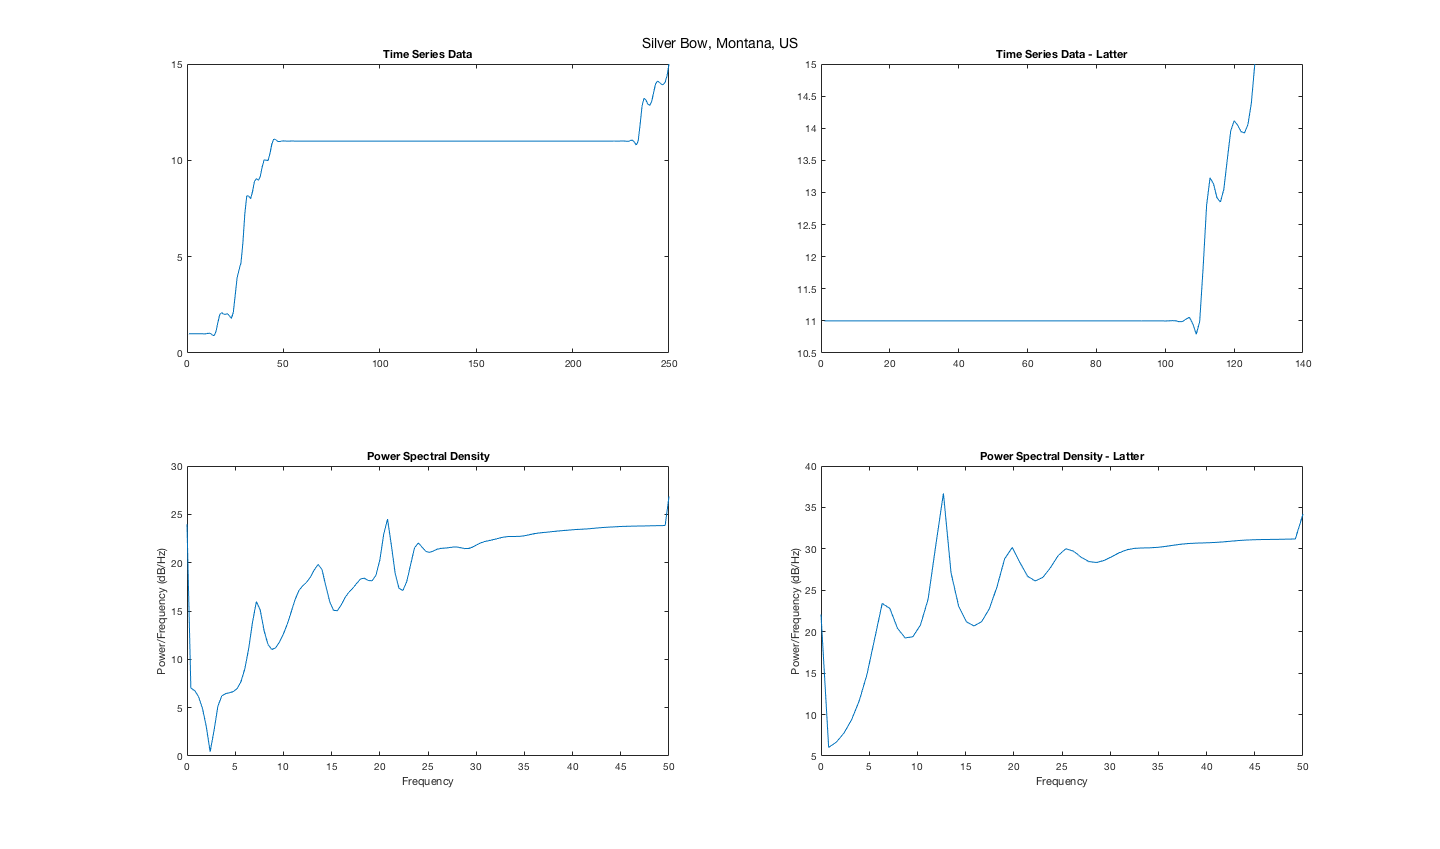 Silver Bow, Montana, US
Time Series Data
15
10
5
0
0 50 100 150 200 250
Time Series Data - Latter
15
14.5
14
13.5
13
12.5
12
11.5
11
10.5
0 20 40 60 80 100 120 140
Power Spectral Density
Power/Frequency (dB/Hz)
30
25
20
15
10
5
0
0 5 10 15 20 25 30 35 40 45 50
Frequency
Power Spectral Density - Latter
Power/Frequency (dB/Hz)
40
35
30
25
20
15
10
5
0 5 10 15 20 25 30 35 40 45 50
Frequency